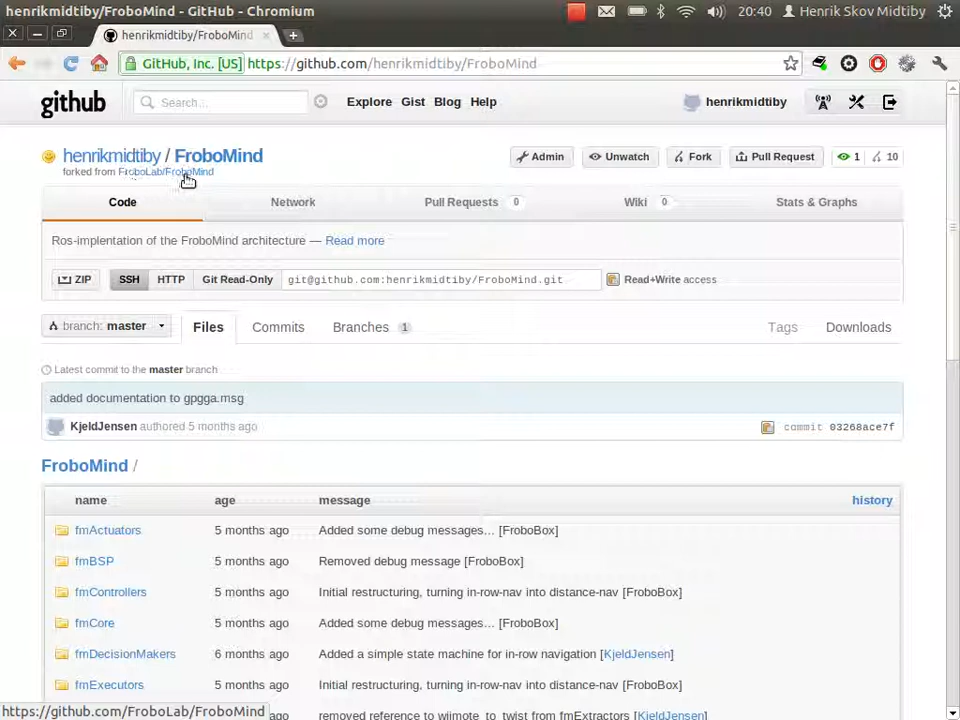 henrikmidtiby/FroboMind - GitHub - Chromium
20:40
Henrik Skov Midtiby
henrikmidtiby/FroboMind
GitHub, Inc. [US] https://github.com/henrikmidtiby/FroboMind
github
Search...
Explore Gist Blog Help
henrikmidtiby
henrikmidtiby / FroboMind
forked from FroboLab/FroboMind
Admin
Unwatch
Fork
Pull Request
1
10
Code
Network
Pull Requests 0
Wiki 0
Stats & Graphs
Ros-implentation of the FroboMind architecture — Read more
ZIP
SSH
HTTP
Git Read-Only
git@github.com:henrikmidtiby/FroboMind.git
Read+Write access
branch: master
Files
Commits
Branches 1
Tags
Downloads
Latest commit to the master branch
added documentation to gpgga.msg
KjeldJensen authored 5 months ago
commit 03268ace7f
FroboMind /
name age message history
fmActuators 5 months ago Added some debug messages... [FroboBox]
fmBSP 5 months ago Removed debug message [FroboBox]
fmControllers 5 months ago Initial restructuring, turning in-row-nav into distance-nav [FroboBox]
fmCore 5 months ago Added some debug messages... [FroboBox]
fmDecisionMakers 6 months ago Added a simple state machine for in-row navigation [KjeldJensen]
fmExecutors 5 months ago Initial restructuring, turning in-row-nav into distance-nav [FroboBox]
removed reference to wiimote_to_twist from fmExtractors [KjeldJensen]
https://github.com/FroboLab/FroboMind